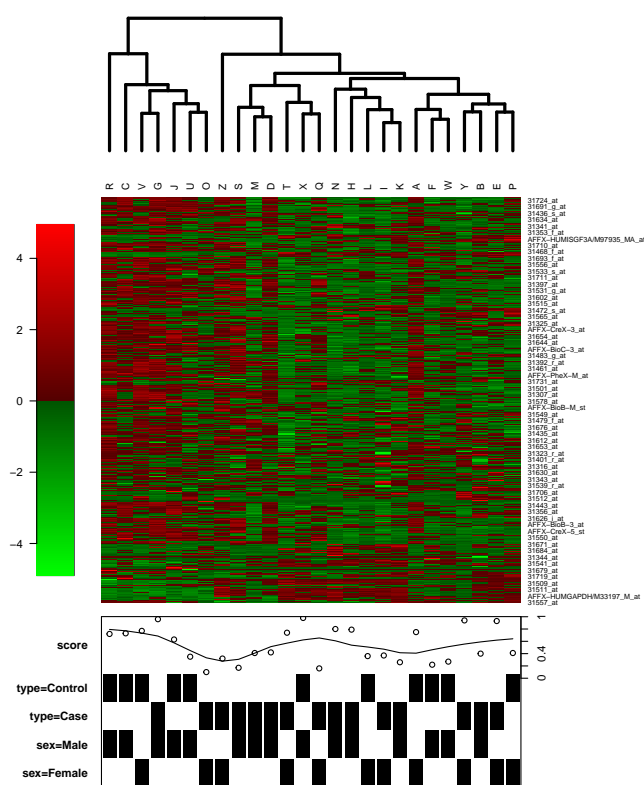 R C V G J U O Z S M D T X Q N H L I K A F W Y B E P
31724_at
31691_g_at
31436_s_at
31634_at
31341_at
31353_f_at
AFFX−HUMISGF3A/M97935_MA_at
31710_at
31468_f_at
31693_f_at
31556_at
31533_s_at
31711_at
31397_at
31531_g_at
31602_at
31515_at
31472_s_at
31565_at
31325_at
AFFX−CreX−3_at
31654_at
31644_at
AFFX−BioC−3_at
31483_g_at
31392_r_at
31461_at
AFFX−PheX−M_at
31731_at
31501_at
31307_at
31578_at
AFFX−BioB−M_st
31549_at
31479_f_at
31676_at
31435_at
31612_at
31653_at
31323_r_at
31401_r_at
31316_at
31630_at
31343_at
31539_r_at
31706_at
31512_at
31443_at
31356_at
31626_i_at
AFFX−BioB−3_at
AFFX−CreX−5_st
31550_at
31671_at
31684_at
31344_at
31541_at
31679_at
31719_at
31509_at
31511_at
AFFX−HUMGAPDH/M33197_M_at
31557_at
4
2
0
−2
−4
score
0 0.4 1
type=Control
type=Case
sex=Male
sex=Female